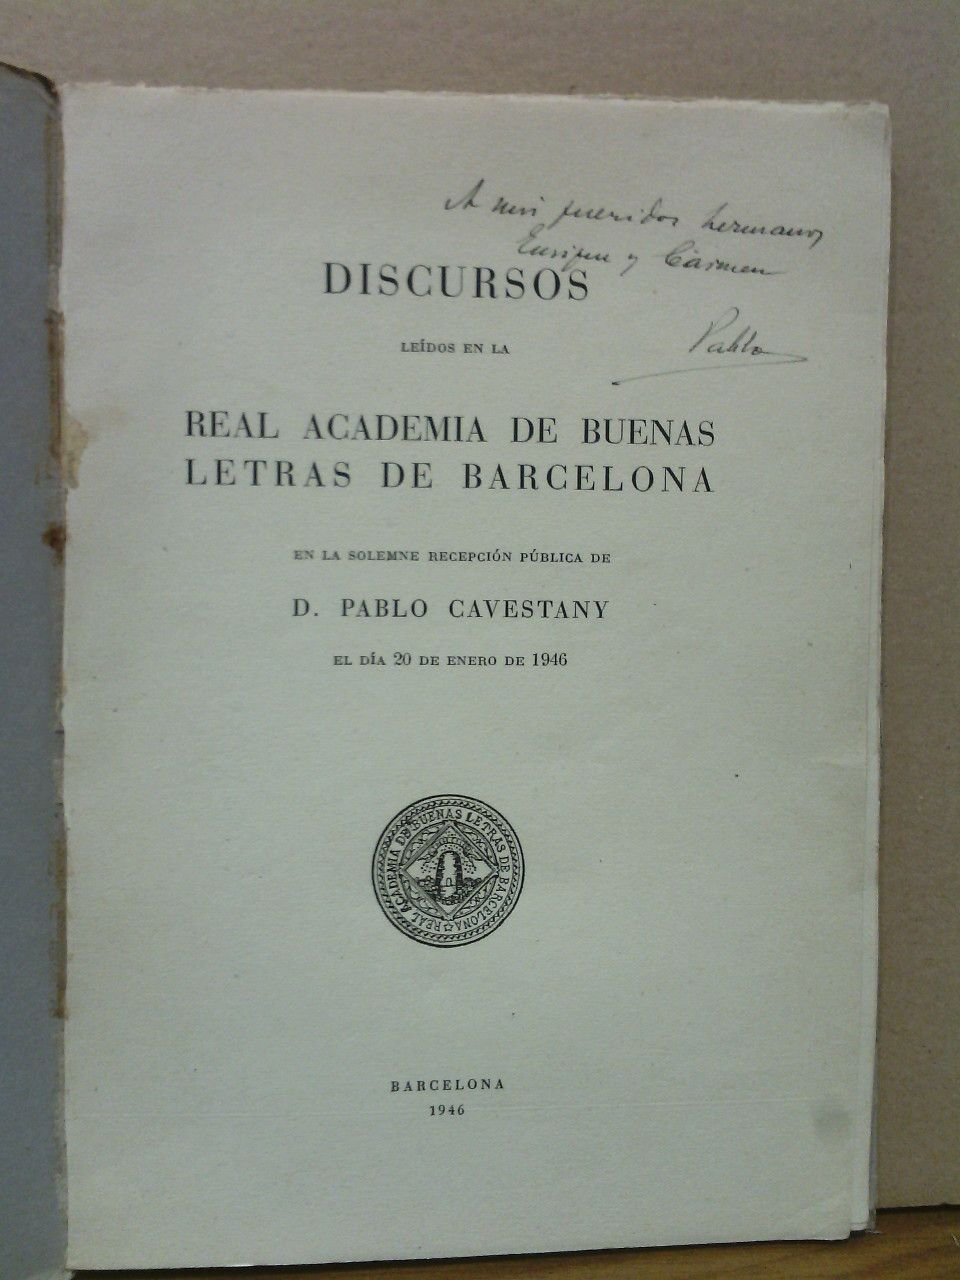 A mis queridos hermanos
Enrique y Carmen
Pablo
DISCURSOS
LEÍDOS EN LA
REAL ACADEMIA DE BUENAS
LETRAS DE BARCELONA
EN LA SOLEMNE RECEPCIÓN PÚBLICA DE
D. PABLO CAVESTANY
EL DÍA 20 DE ENERO DE 1946
REAL ACADEMIA DE BUENAS LETRAS DE BARCELONA
BARCELONA
1946